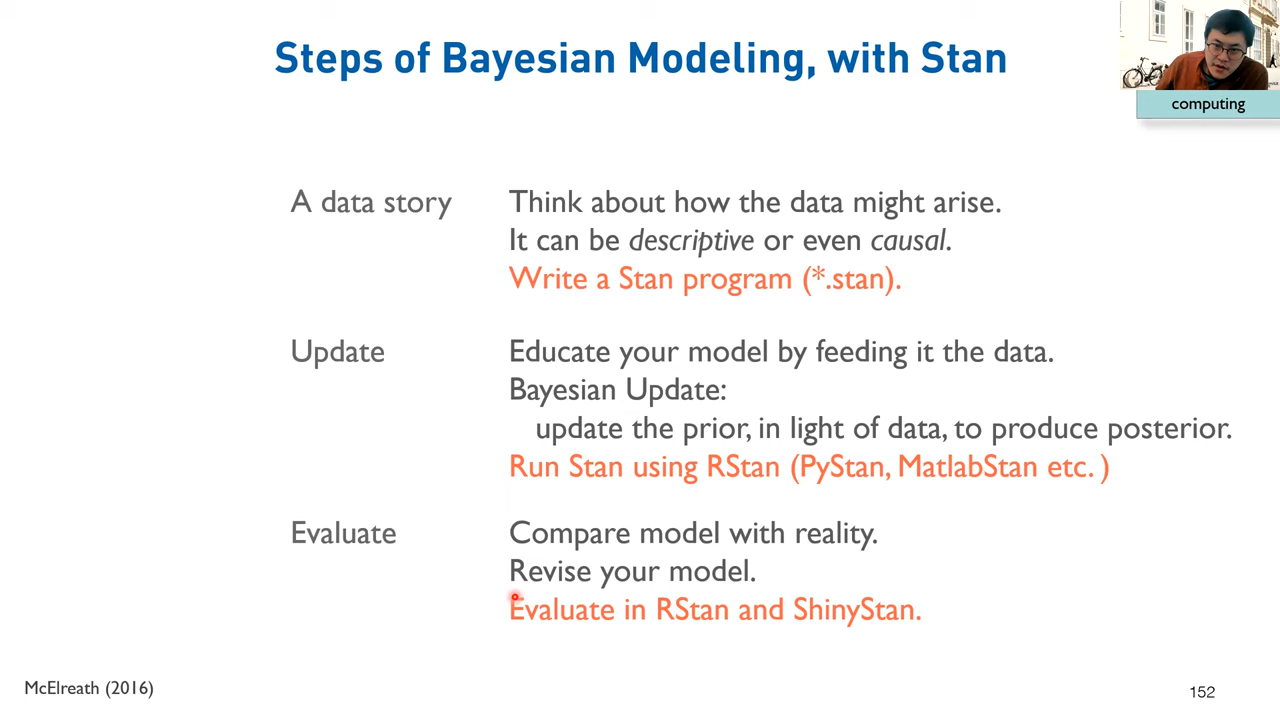 Steps of Bayesian Modeling, with Stan
computing
A data story
Think about how the data might arise.
It can be descriptive or even causal.
Write a Stan program (*.stan).
Update
Educate your model by feeding it the data.
Bayesian Update:
update the prior, in light of data, to produce posterior.
Run Stan using RStan (PyStan, MatlabStan etc. )
Evaluate
Compare model with reality.
Revise your model.
Evaluate in RStan and ShinyStan.
McElreath (2016)
152